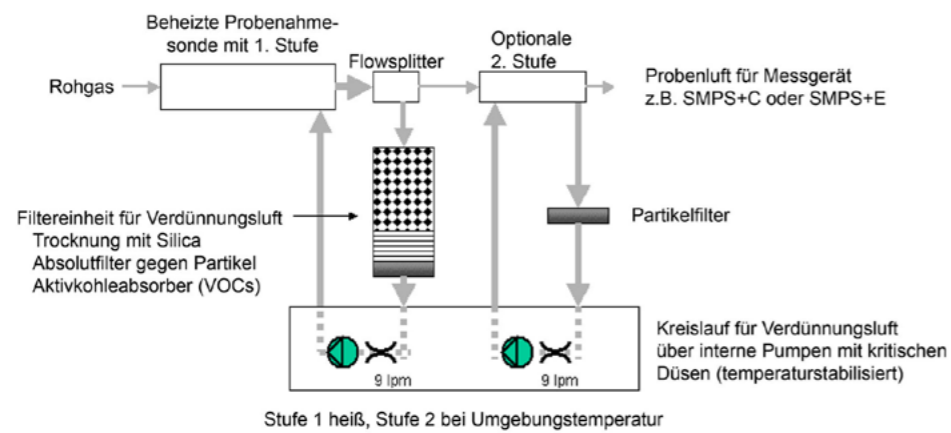 Beheizte Probenahme-
sonde mit 1. Stufe
Flowsplitter
Optionale
2. Stufe
Rohgas
Probenluft für Messgerät
z.B. SMPS+C oder SMPS+E
Filtereinheit für Verdünnungsluft
Trocknung mit Silica
Absolutfilter gegen Partikel
Aktivkohleabsorber (VOCs)
Partikelfilter
Kreislauf für Verdünnungsluft
über interne Pumpen mit kritischen
Düsen (temperaturstabilisiert)
9 lpm
9 lpm
Stufe 1 heiß, Stufe 2 bei Umgebungstemperatur